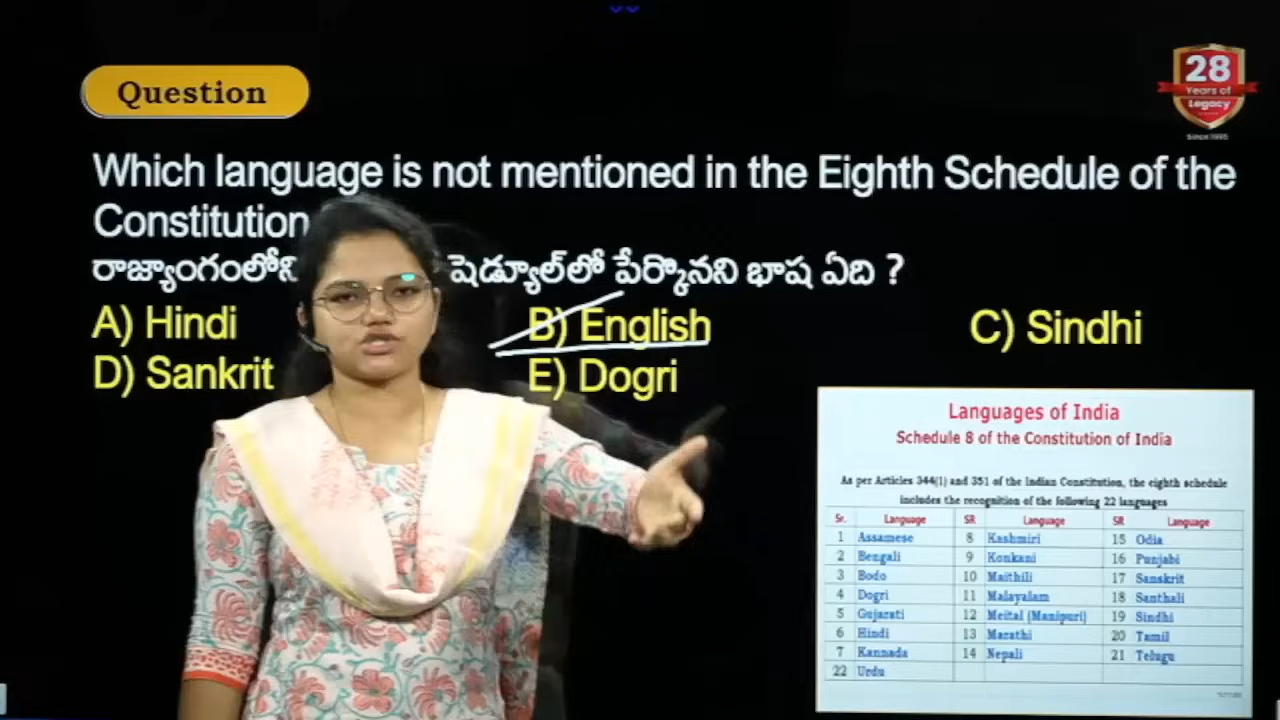 Question
28
Years of
Legacy
Since 1995
Which language is not mentioned in the Eighth Schedule of the
Constitution
రాజ్యాంగంలోని షెడ్యూల్‌లో పేర్కొనని భాష ఏది ?
A) Hindi B) English C) Sindhi
D) Sankrit E) Dogri
Languages of India
Schedule 8 of the Constitution of India
As per Articles 344(1) and 351 of the Indian Constitution, the eighth schedule
includes the recognition of the following 22 languages
Sr. Language SR Language SR Language
1 Assamese 8 Kashmiri 15 Odia
2 Bengali 9 Konkani 16 Punjabi
3 Bodo 10 Maithili 17 Sanskrit
4 Dogri 11 Malayalam 18 Santhali
5 Gujarati 12 Meitai (Manipuri) 19 Sindhi
6 Hindi 13 Marathi 20 Tamil
7 Kannada 14 Nepali 21 Telugu
22 Urdu